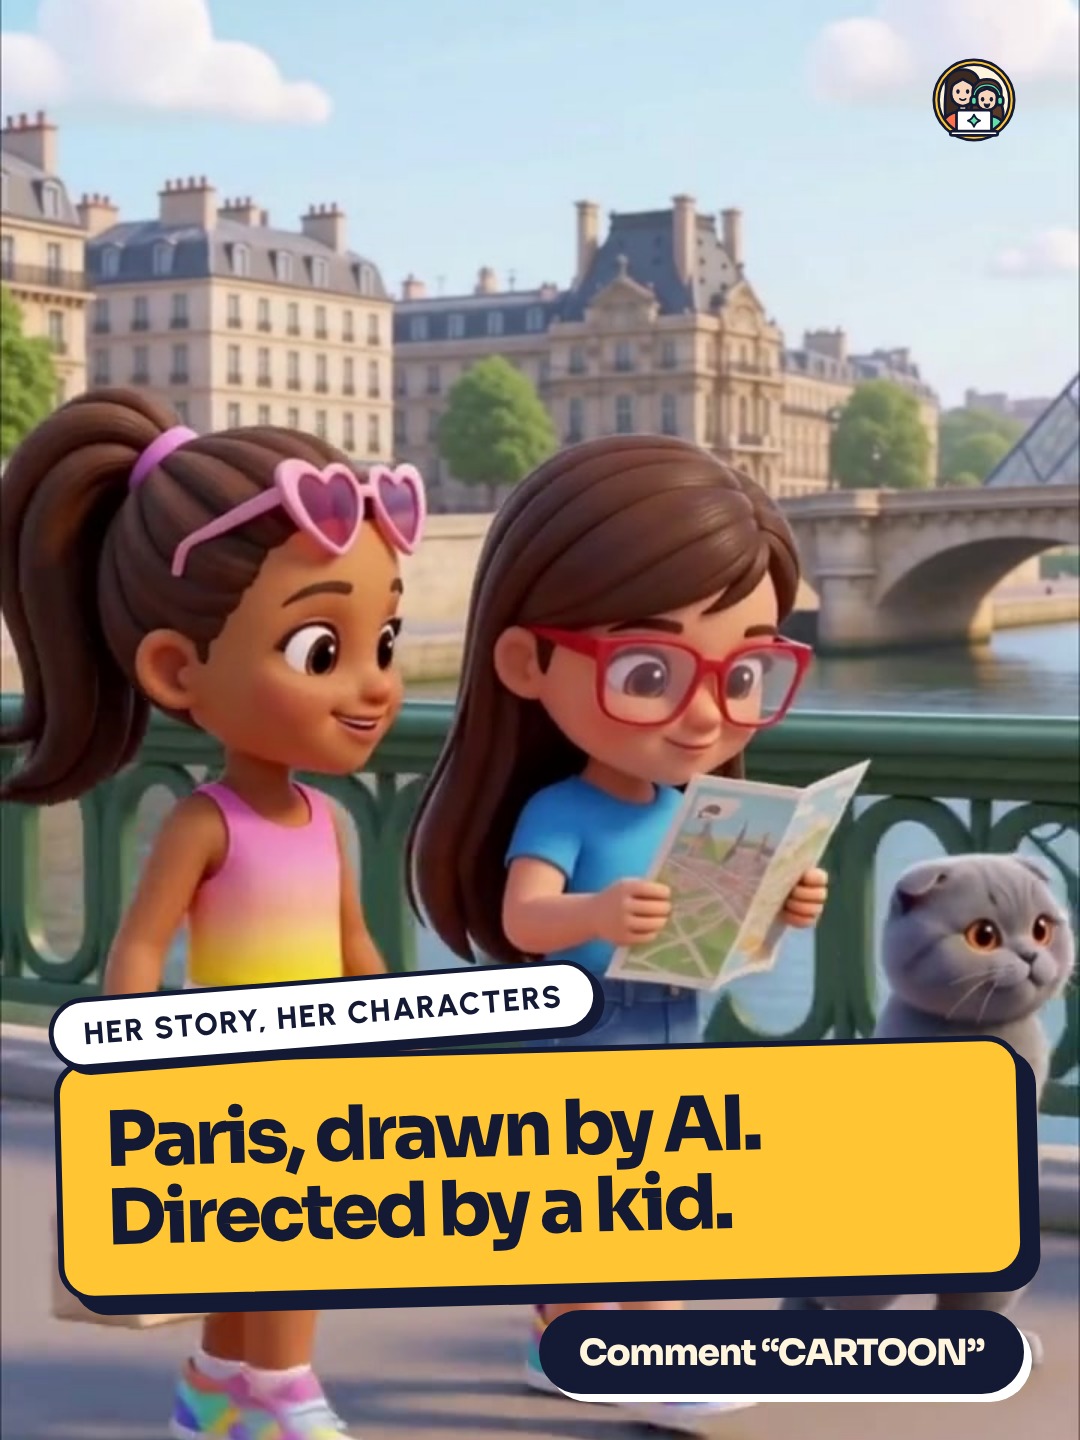 HER STORY, HER CHARACTERS
Paris, drawn by AI.
Directed by a kid.
Comment “CARTOON”